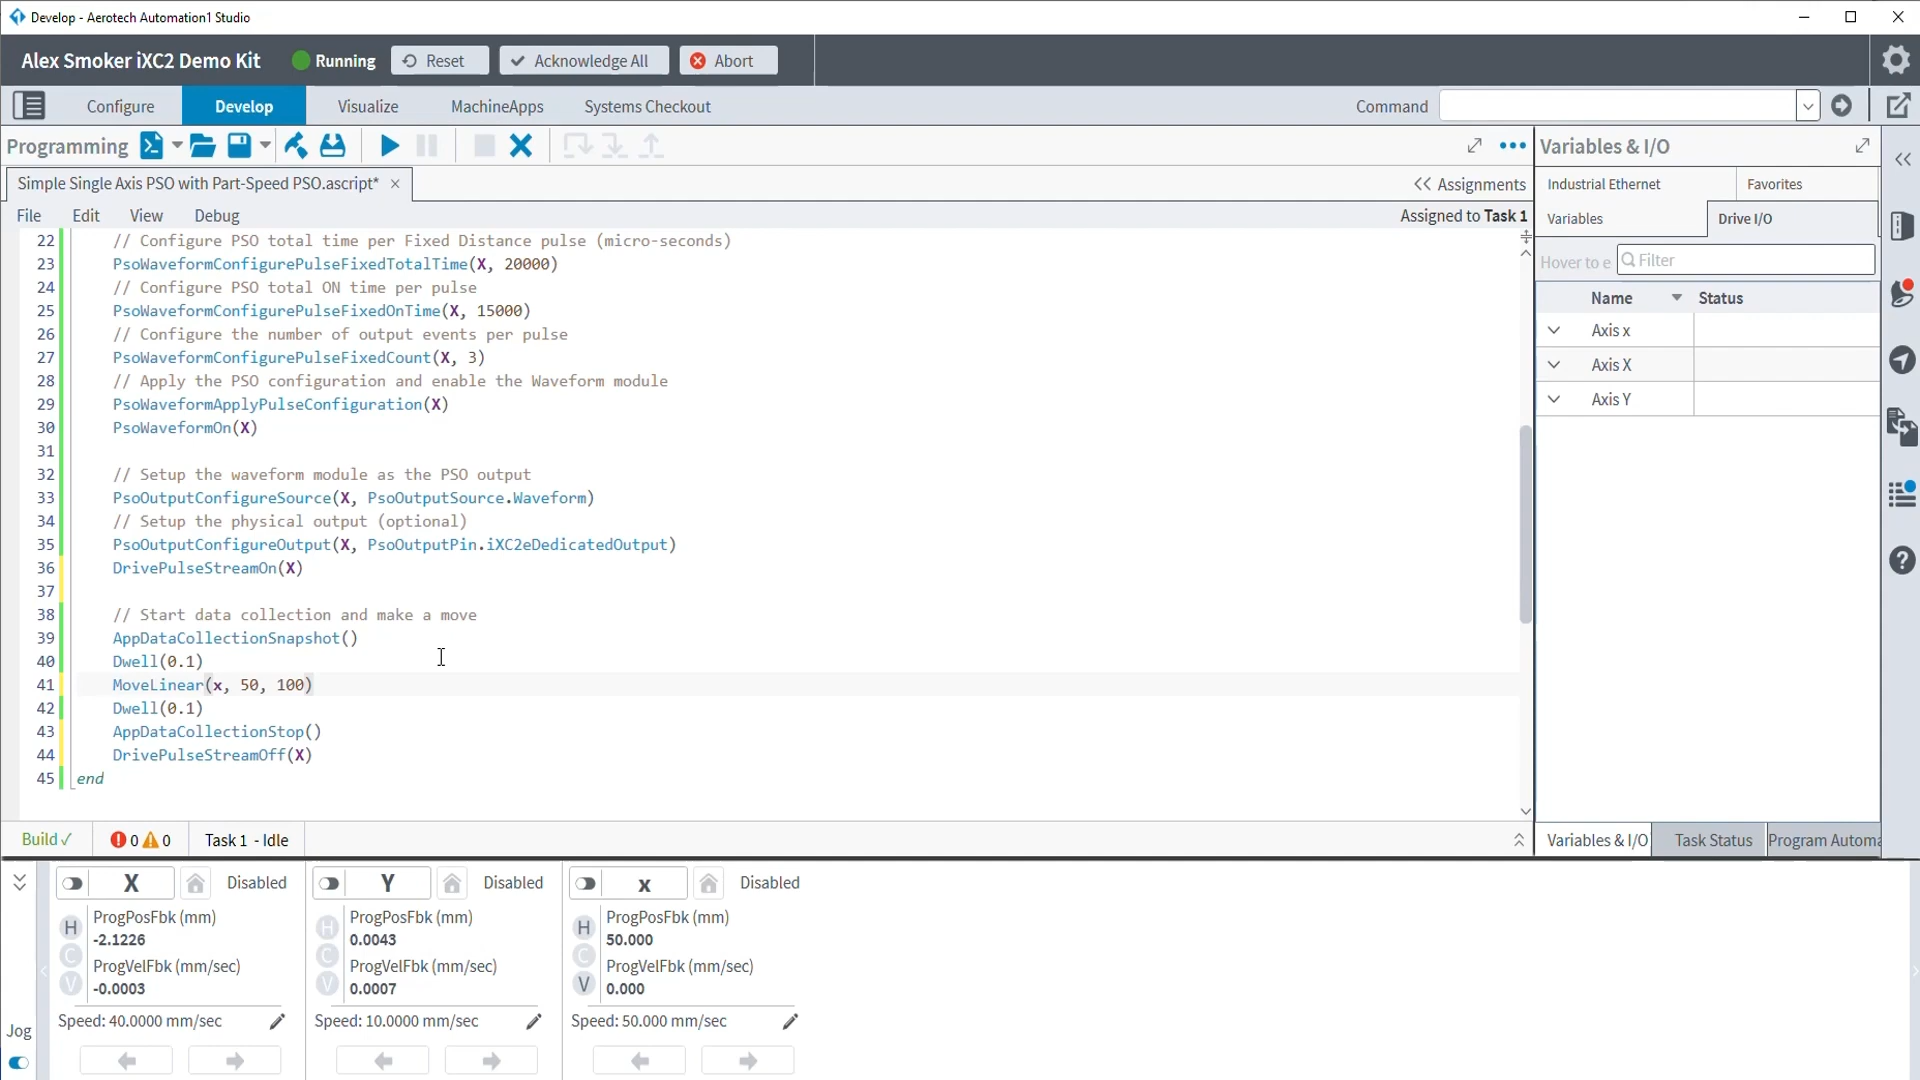 Develop - Aerotech Automation1 Studio
Alex Smoker iXC2 Demo Kit Running Reset Acknowledge All Abort
Configure Develop Visualize MachineApps Systems Checkout Command
Programming
Variables & I/O
Simple Single Axis PSO with Part-Speed PSO.ascript* Assignments
Industrial Ethernet Favorites
File Edit View Debug Assigned to Task 1
Variables Drive I/O
Hover to e Filter
Name Status
Axis x
Axis X
Axis Y
22 // Configure PSO total time per Fixed Distance pulse (micro-seconds)
23 PsoWaveformConfigurePulseFixedTotalTime(X, 20000)
24 // Configure PSO total ON time per pulse
25 PsoWaveformConfigurePulseFixedOnTime(X, 15000)
26 // Configure the number of output events per pulse
27 PsoWaveformConfigurePulseFixedCount(X, 3)
28 // Apply the PSO configuration and enable the Waveform module
29 PsoWaveformApplyPulseConfiguration(X)
30 PsoWaveformOn(X)
31
32 // Setup the waveform module as the PSO output
33 PsoOutputConfigureSource(X, PsoOutputSource.Waveform)
34 // Setup the physical output (optional)
35 PsoOutputConfigureOutput(X, PsoOutputPin.iXC2eDedicatedOutput)
36 DrivePulseStreamOn(X)
37
38 // Start data collection and make a move
39 AppDataCollectionSnapshot()
40 Dwell(0.1)
41 MoveLinear(x, 50, 100)
42 Dwell(0.1)
43 AppDataCollectionStop()
44 DrivePulseStreamOff(X)
45 end
Build ✓ 0 0 Task 1 - Idle
Variables & I/O Task Status Program Automa
X Disabled Y Disabled x Disabled
H ProgPosFbk (mm) H ProgPosFbk (mm) H ProgPosFbk (mm)
-2.1226 0.0043 50.000
C ProgVelFbk (mm/sec) C ProgVelFbk (mm/sec) C ProgVelFbk (mm/sec)
V -0.0003 V 0.0007 V 0.000
Speed: 40.0000 mm/sec Speed: 10.0000 mm/sec Speed: 50.000 mm/sec
Jog